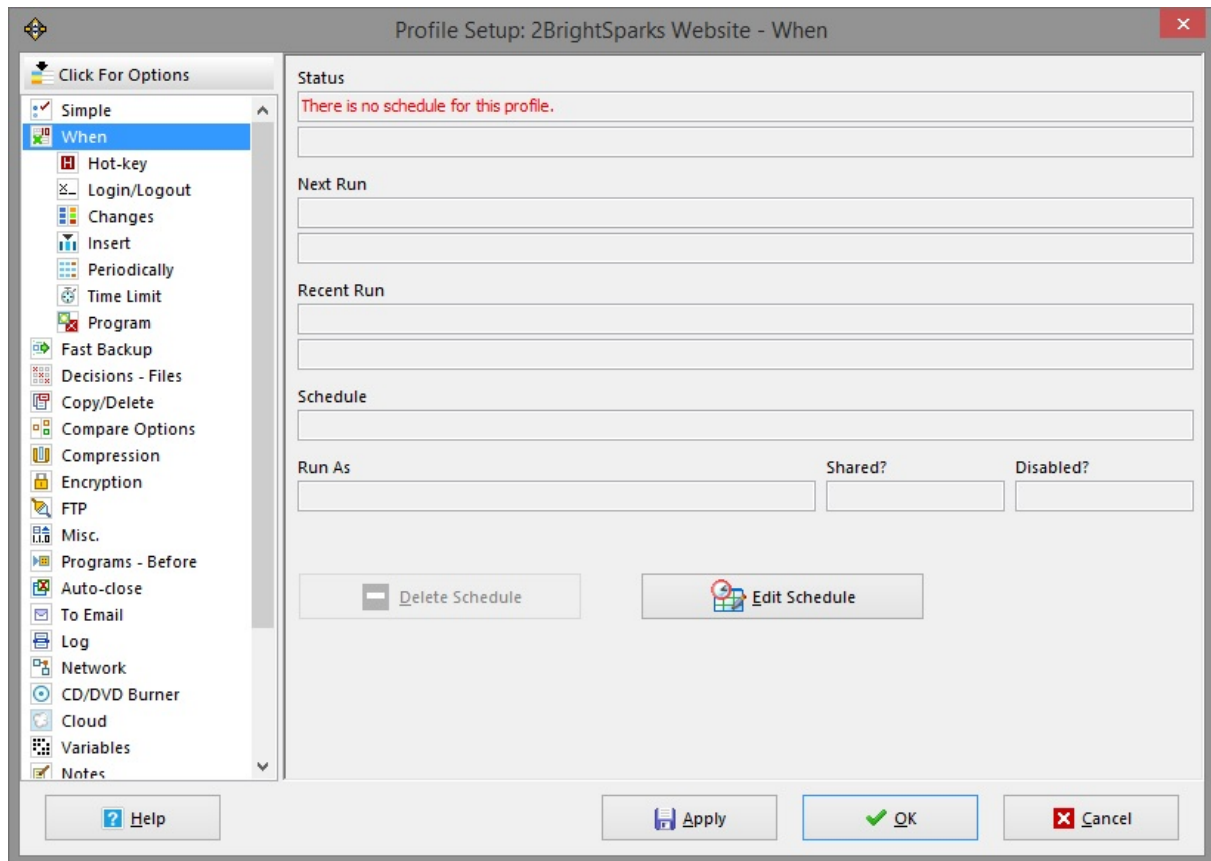 Profile Setup: 2BrightSparks Website - When
Click For Options
Simple
When
Hot-key
Login/Logout
Changes
Insert
Periodically
Time Limit
Program
Fast Backup
Decisions - Files
Copy/Delete
Compare Options
Compression
Encryption
FTP
Misc.
Programs - Before
Auto-close
To Email
Log
Network
CD/DVD Burner
Cloud
Variables
Notes
Status
There is no schedule for this profile.
Next Run
Recent Run
Schedule
Run As Shared? Disabled?
Delete Schedule Edit Schedule
Help Apply OK Cancel